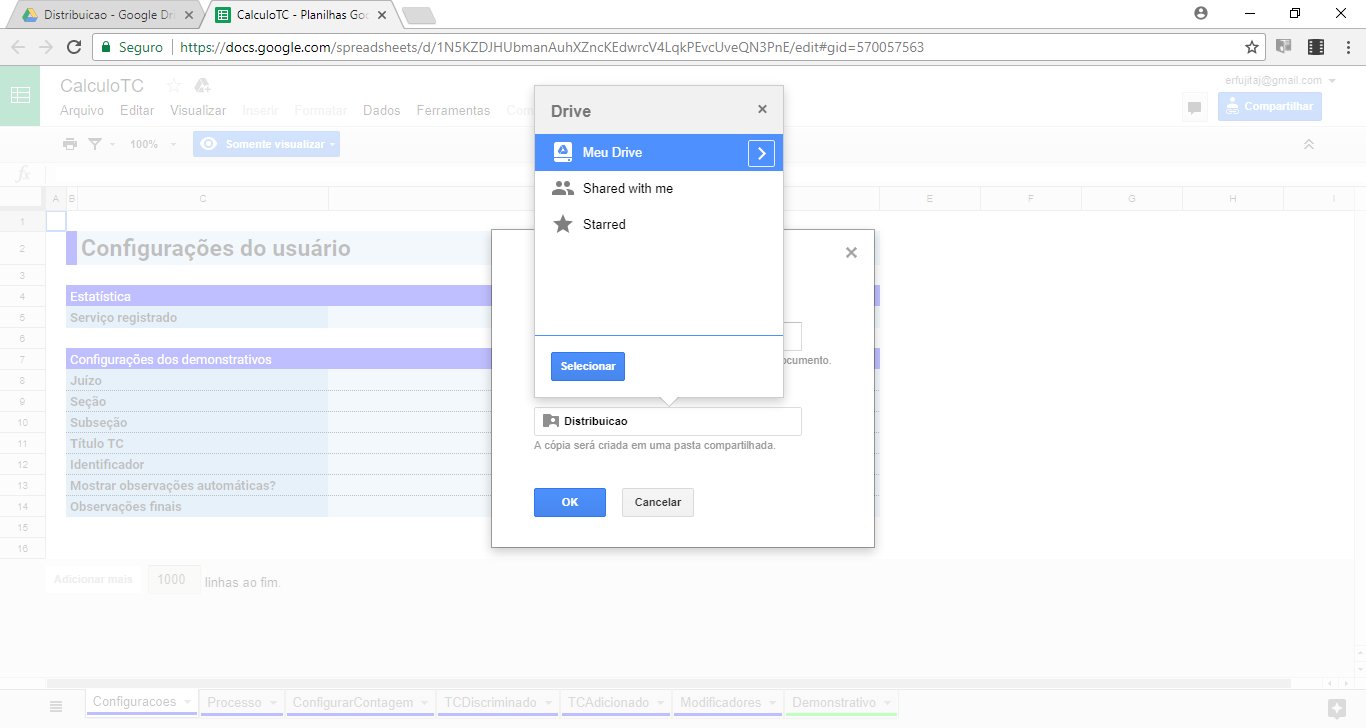 Distribuicao - Google Dr
CalculoTC - Planilhas Goo
Seguro
https://docs.google.com/spreadsheets/d/1N5KZDJHUbmanAuhXZncKEdwrcV4LqkPEvcUveQN3PnE/edit#gid=570057563
CalculoTC
erfujitaj@gmail.com
Arquivo Editar Visualizar Inserir Formatar Dados Ferramentas Com
Compartilhar
100%
Somente visualizar
fx
A B C E F G H I
1
2 Configurações do usuário
3
4 Estatística
5 Serviço registrado
6
7 Configurações dos demonstrativos
8 Juízo
9 Seção
10 Subseção
11 Título TC
12 Identificador
13 Mostrar observações automáticas?
14 Observações finais
15
16
Drive
Meu Drive
Shared with me
Starred
Selecionar
ocumento.
Distribuicao
A cópia será criada em uma pasta compartilhada.
OK
Cancelar
Adicionar mais 1000 linhas ao fim.
Configuracoes Processo ConfigurarContagem TCDiscriminado TCAdicionado Modificadores Demonstrativo